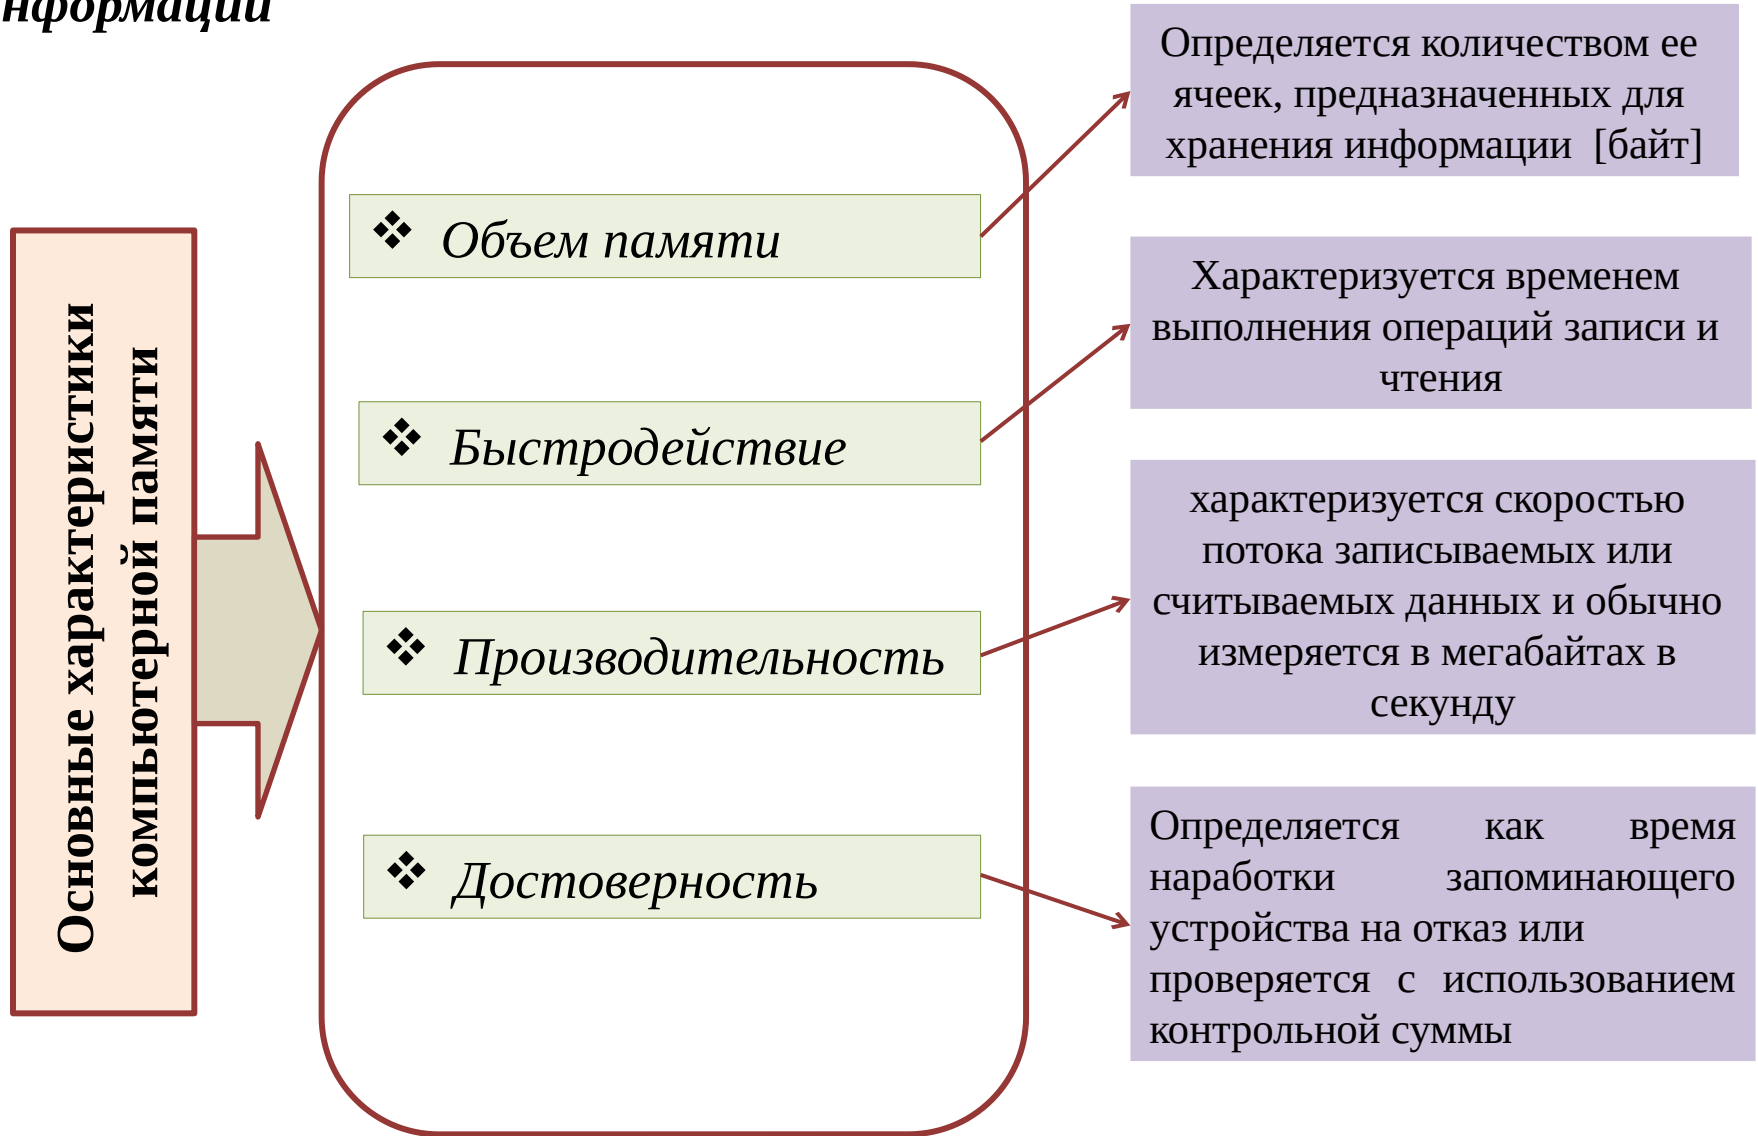 нформации
Основные характеристики
компьютерной памяти
❖ Объем памяти
❖ Быстродействие
❖ Производительность
❖ Достоверность
Определяется количеством ее
ячеек, предназначенных для
хранения информации [байт]
Характеризуется временем
выполнения операций записи и
чтения
характеризуется скоростью
потока записываемых или
считываемых данных и обычно
измеряется в мегабайтах в
секунду
Определяется как время
наработки запоминающего
устройства на отказ или
проверяется с использованием
контрольной суммы